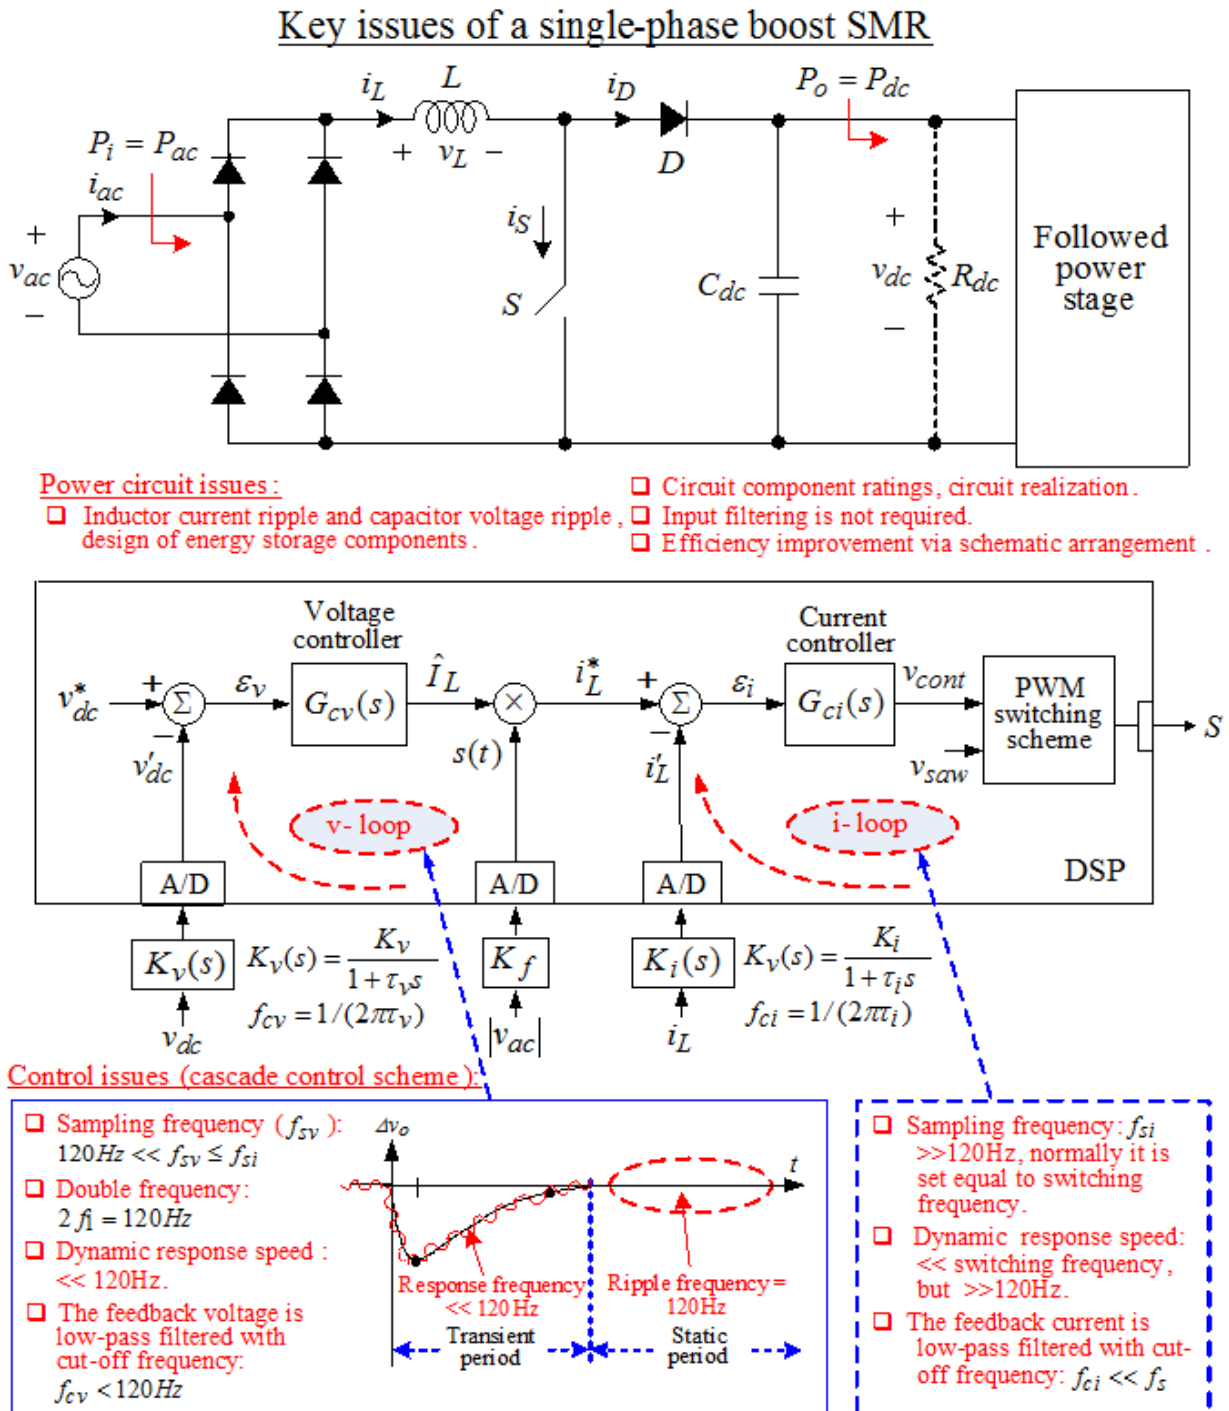 Key issues of a single-phase boost SMR
i_L
L
i_D
P_o = P_dc
P_i = P_ac
+ v_L −
D
i_ac
i_S
+
v_ac
−
S
C_dc
+
v_dc
−
R_dc
Followed
power
stage
Power circuit issues :
❑ Inductor current ripple and capacitor voltage ripple ,
design of energy storage components .
❑ Circuit component ratings, circuit realization .
❑ Input filtering is not required.
❑ Efficiency improvement via schematic arrangement .
Voltage
controller
Current
controller
v*_dc
+
Σ
−
ε_v
G_cv(s)
Î_L
×
i*_L
+
Σ
−
ε_i
G_ci(s)
v_cont
PWM
switching
scheme
S
v'_dc
s(t)
i'_L
v_saw
v- loop
i- loop
A/D
A/D
A/D
DSP
K_v(s)
K_v(s) = K_v / (1 + τ_v s)
f_cv = 1/(2πτ_v)
K_f
K_i(s)
K_v(s) = K_i / (1 + τ_i s)
f_ci = 1/(2πτ_i)
v_dc
|v_ac|
i_L
Control issues (cascade control scheme):
❑ Sampling frequency (f_sv ):
120Hz << f_sv ≤ f_si
❑ Double frequency :
2 f_1 = 120Hz
❑ Dynamic response speed :
<< 120Hz.
❑ The feedback voltage is
low-pass filtered with
cut-off frequency:
f_cv < 120Hz
Δv_o
t
Response frequency
<< 120Hz
Ripple frequency =
120Hz
Transient
period
Static
period
❑ Sampling frequency: f_si
>>120Hz, normally it is
set equal to switching
frequency.
❑ Dynamic response speed:
<< switching frequency,
but >>120Hz.
❑ The feedback current is
low-pass filtered with cut-
off frequency: f_ci << f_s